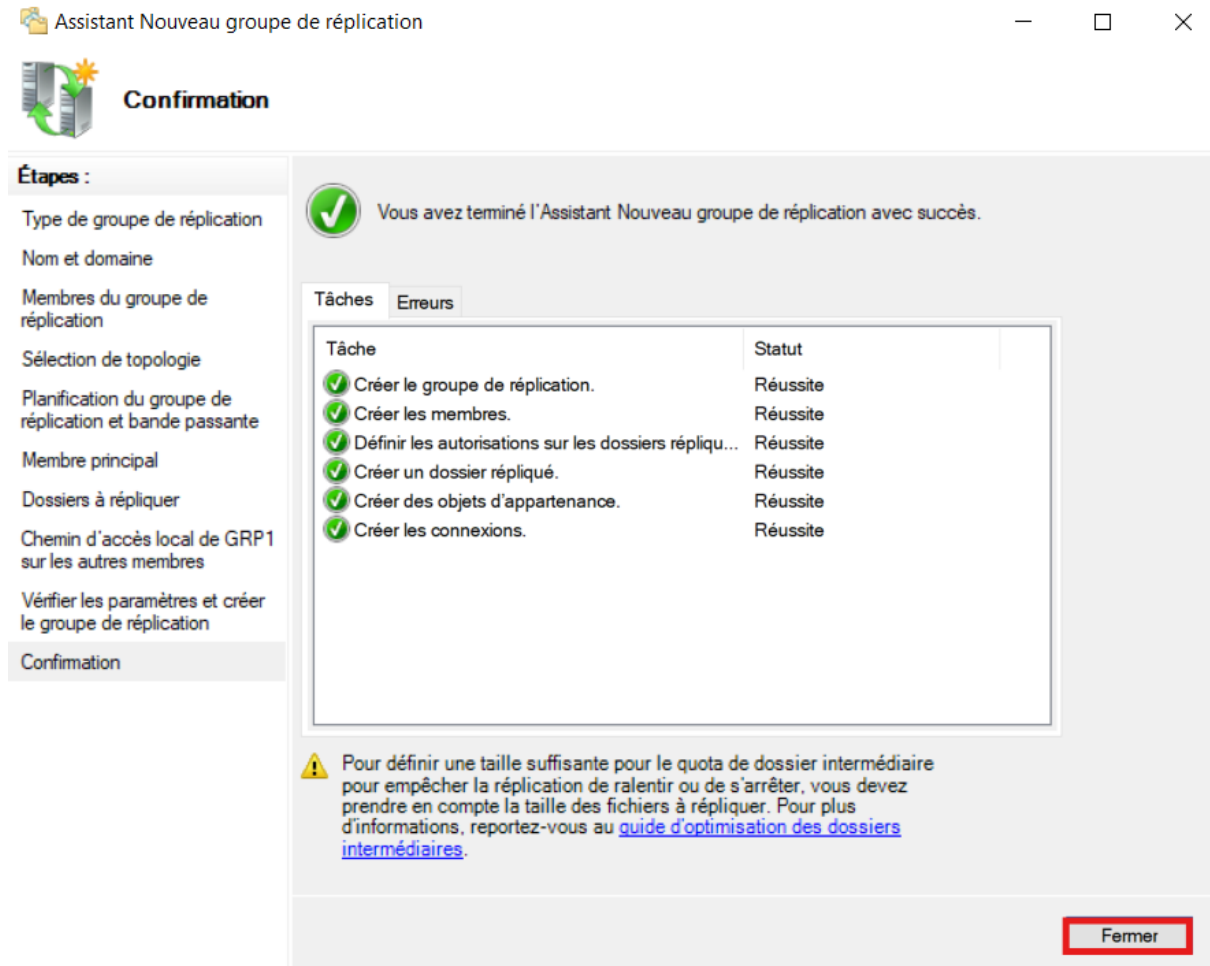 Assistant Nouveau groupe de réplication
Confirmation
Étapes :
Type de groupe de réplication
Nom et domaine
Membres du groupe de
réplication
Sélection de topologie
Planification du groupe de
réplication et bande passante
Membre principal
Dossiers à répliquer
Chemin d'accès local de GRP1
sur les autres membres
Vérifier les paramètres et créer
le groupe de réplication
Confirmation
Vous avez terminé l'Assistant Nouveau groupe de réplication avec succès.
Tâches Erreurs
Tâche Statut
Créer le groupe de réplication. Réussite
Créer les membres. Réussite
Définir les autorisations sur les dossiers répliqu... Réussite
Créer un dossier répliqué. Réussite
Créer des objets d'appartenance. Réussite
Créer les connexions. Réussite
Pour définir une taille suffisante pour le quota de dossier intermédiaire
pour empêcher la réplication de ralentir ou de s'arrêter, vous devez
prendre en compte la taille des fichiers à répliquer. Pour plus
d'informations, reportez-vous au guide d'optimisation des dossiers
intermédiaires.
Fermer